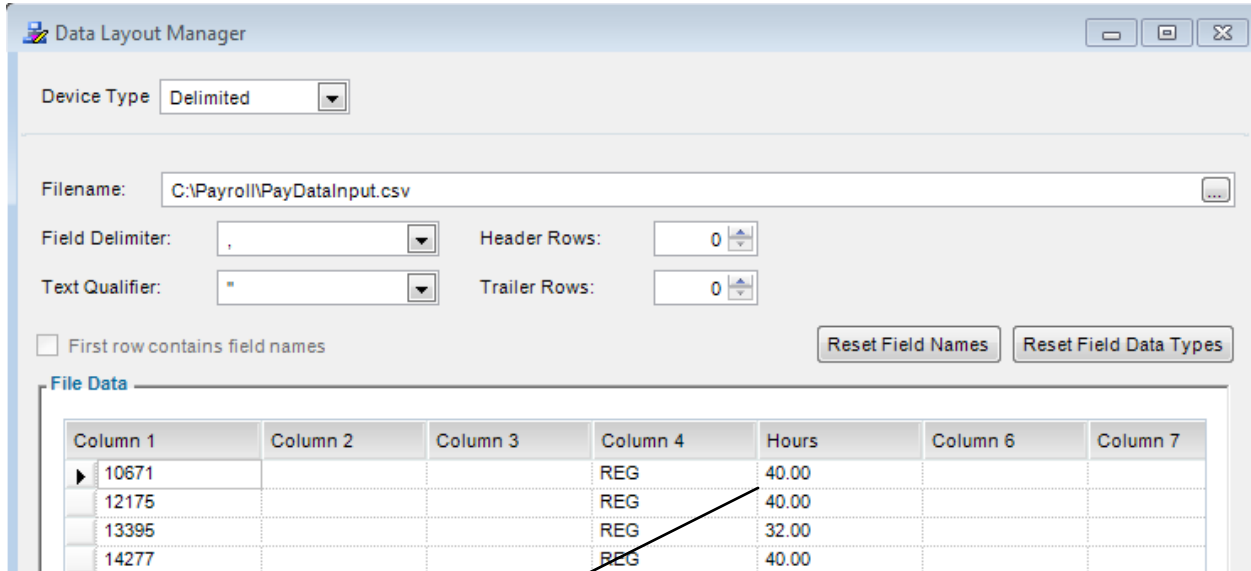 Data Layout Manager
Device Type Delimited
Filename: C:\Payroll\PayDataInput.csv ...
Field Delimiter: , Header Rows: 0
Text Qualifier: " Trailer Rows: 0
First row contains field names Reset Field Names Reset Field Data Types
File Data
Column 1 Column 2 Column 3 Column 4 Hours Column 6 Column 7
10671 REG 40.00
12175 REG 40.00
13395 REG 32.00
14277 REG 40.00